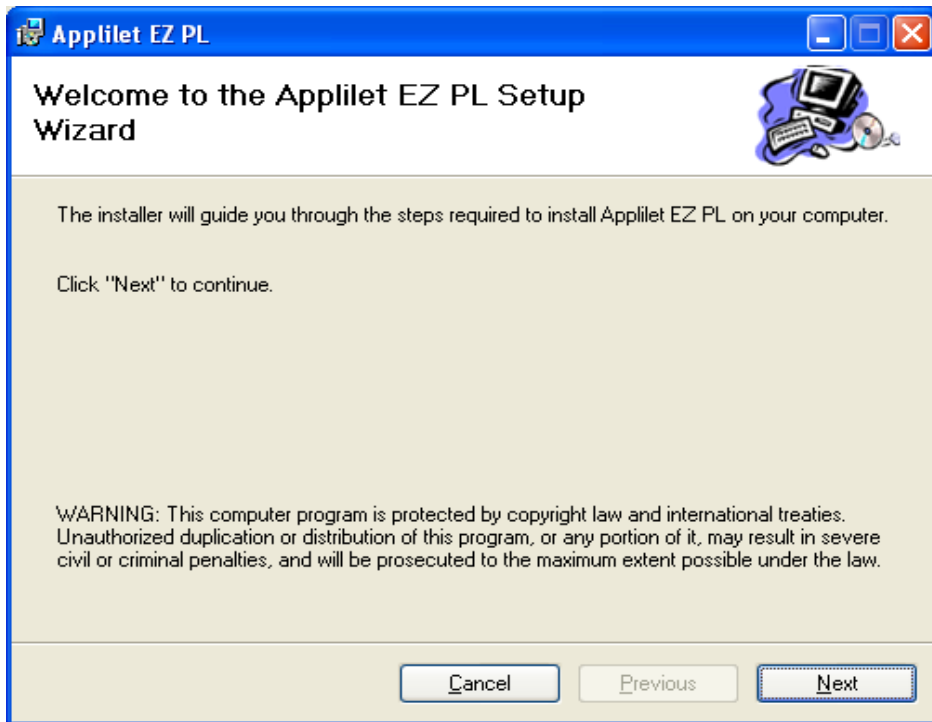 Applilet EZ PL
Welcome to the Applilet EZ PL Setup
Wizard
The installer will guide you through the steps required to install Applilet EZ PL on your computer.
Click "Next" to continue.
WARNING: This computer program is protected by copyright law and international treaties.
Unauthorized duplication or distribution of this program, or any portion of it, may result in severe
civil or criminal penalties, and will be prosecuted to the maximum extent possible under the law.
Cancel Previous Next